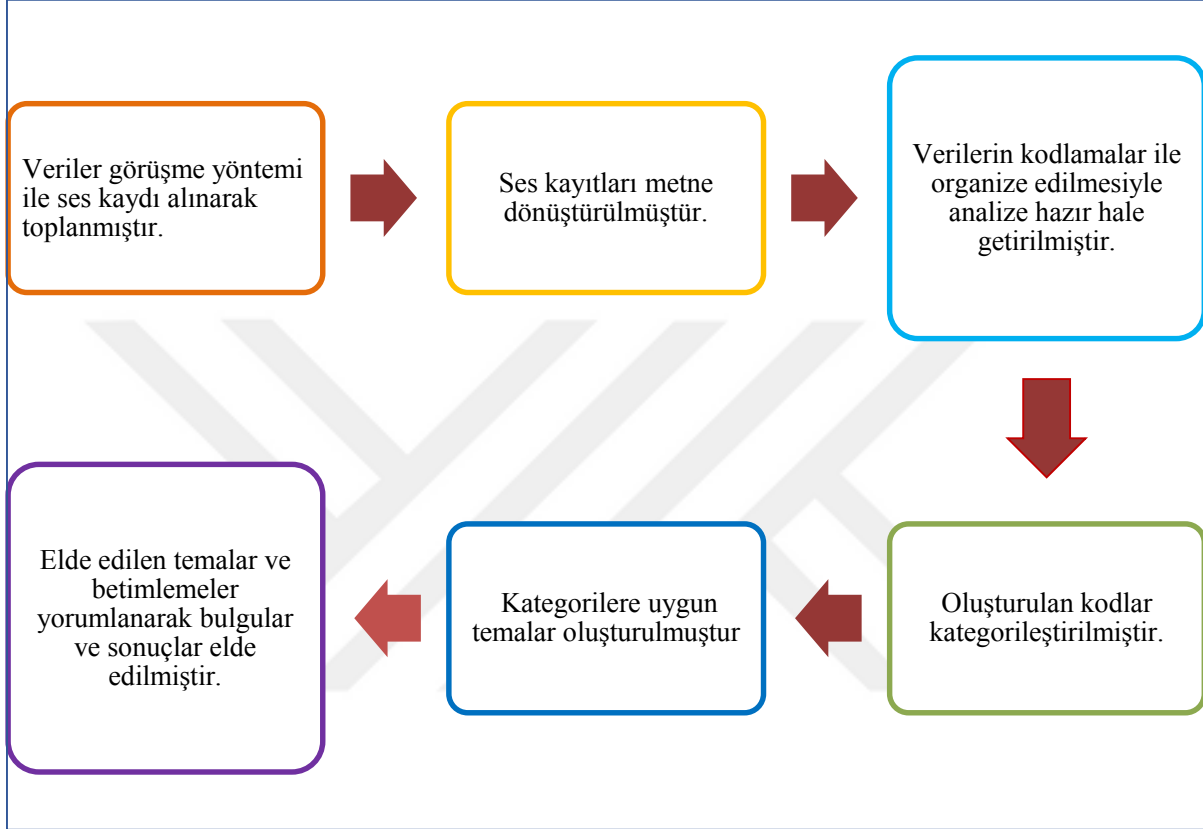 Veriler görüşme yöntemi
ile ses kaydı alınarak
toplanmıştır.
Ses kayıtları metne
dönüştürülmüştür.
Verilerin kodlamalar ile
organize edilmesiyle
analize hazır hale
getirilmiştir.
Oluşturulan kodlar
kategorileştirilmiştir.
Kategorilere uygun
temalar oluşturulmuştur
Elde edilen temalar ve
betimlemeler
yorumlanarak bulgular
ve sonuçlar elde
edilmiştir.